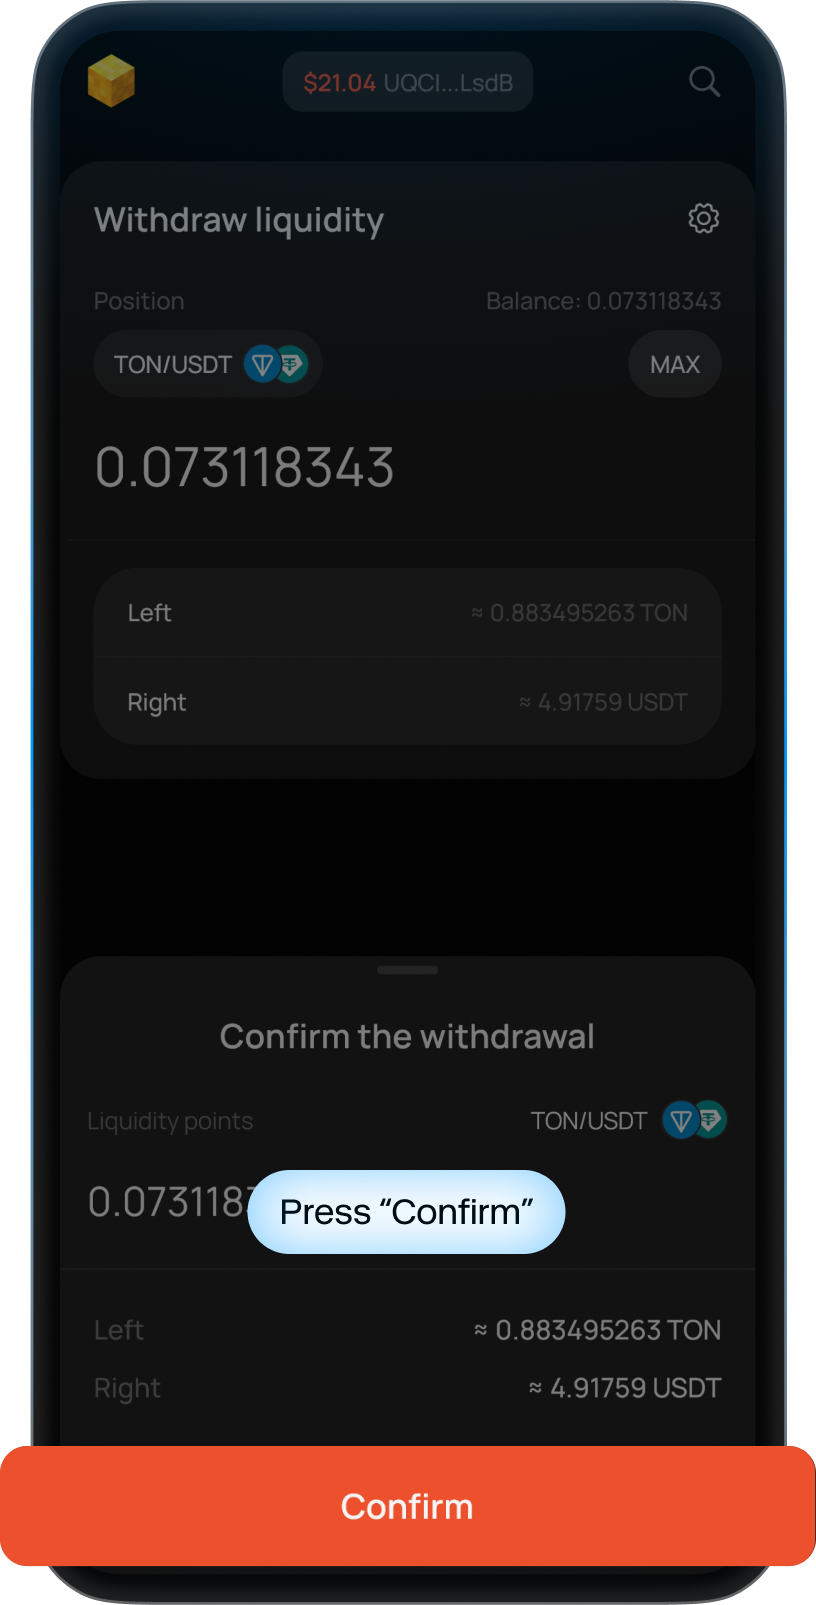 $21.04 UQCI...LsdB
Withdraw liquidity
Position Balance: 0.073118343
TON/USDT MAX
0.073118343
Left ≈ 0.883495263 TON
Right ≈ 4.91759 USDT
Confirm the withdrawal
Liquidity points TON/USDT
0.073118
Press “Confirm”
Left ≈ 0.883495263 TON
Right ≈ 4.91759 USDT
Confirm